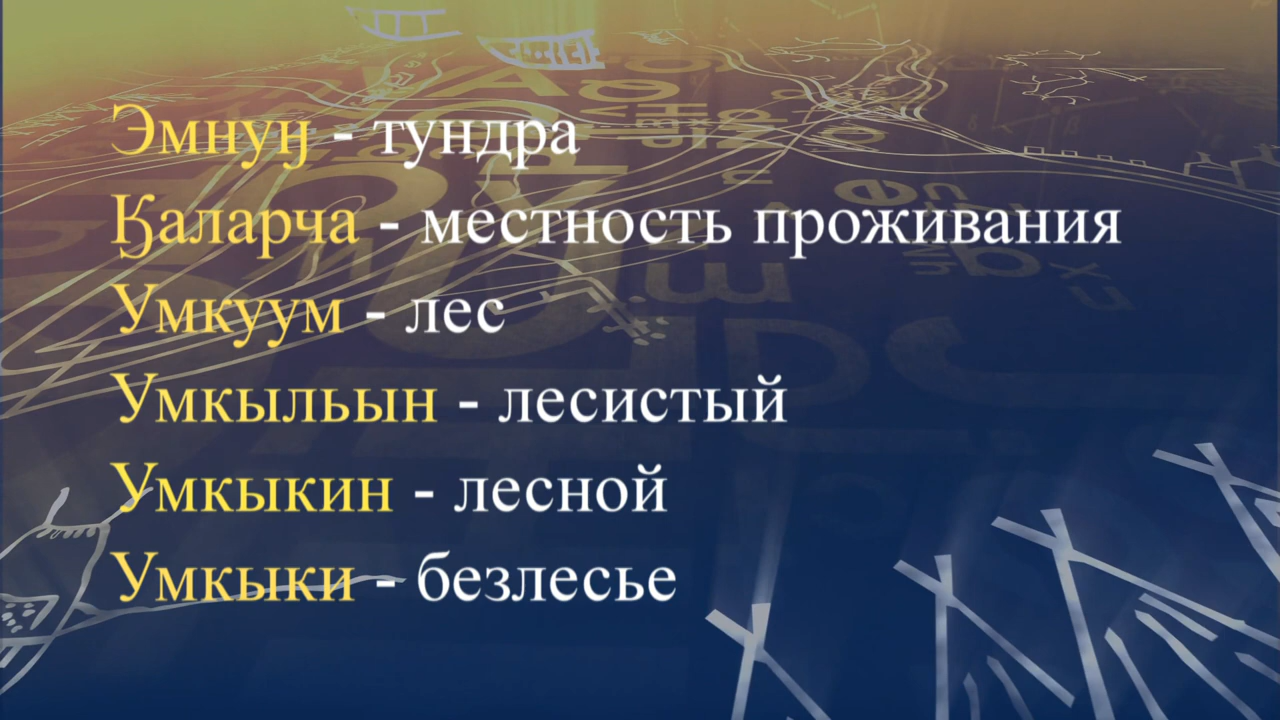 Эмнуӈ - тундра
Ӄаларча - местность проживания
Умкуум - лес
Умкыльын - лесистый
Умкыкин - лесной
Умкыки - безлесье